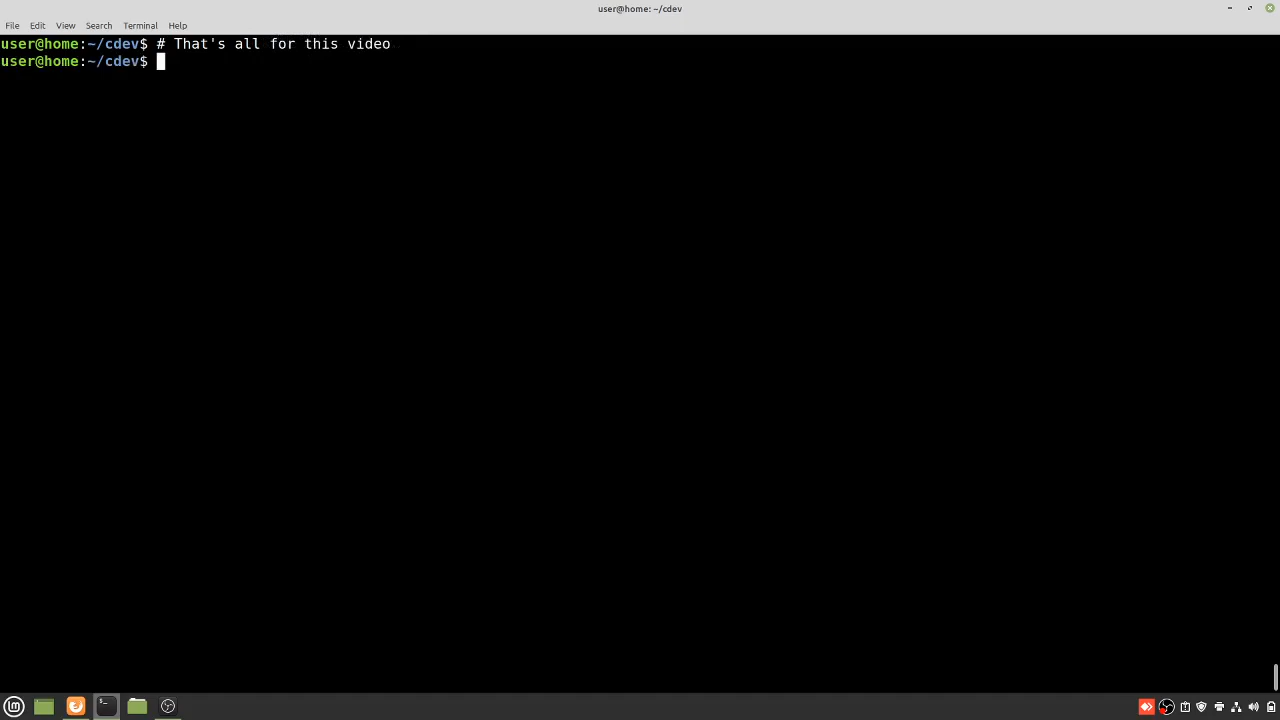 user@home: ~/cdev
File Edit View Search Terminal Help
user@home:~/cdev$ # That's all for this video
user@home:~/cdev$